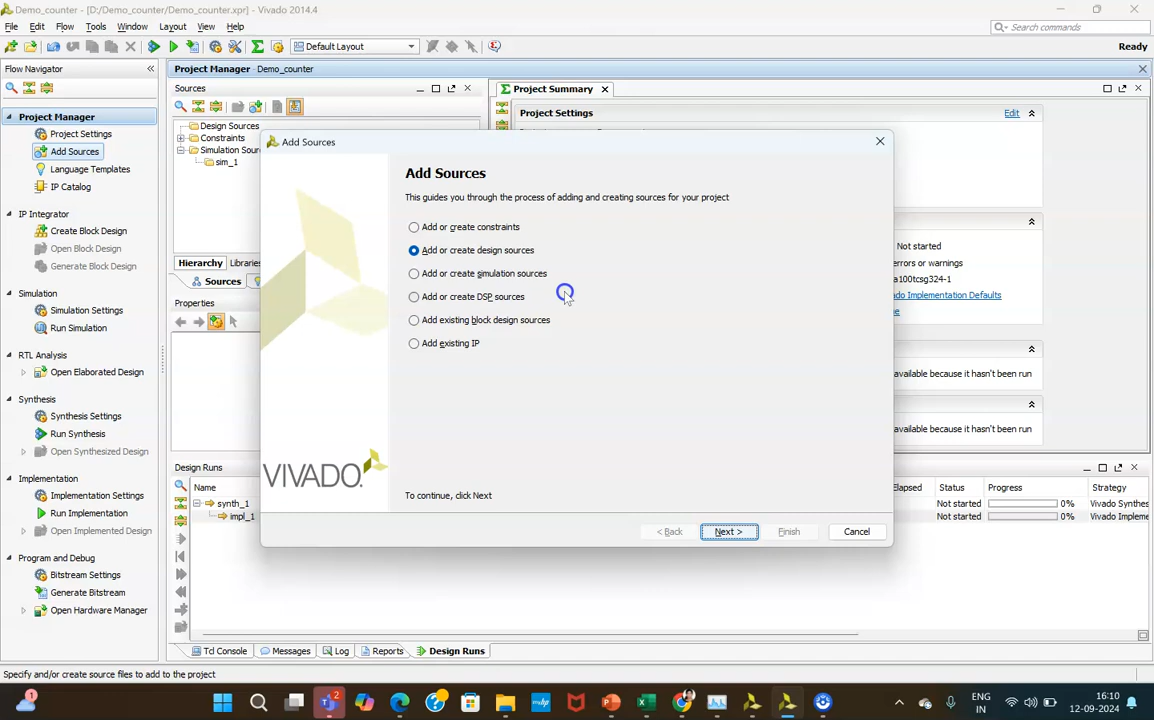 Demo_counter - [D:/Demo_counter/Demo_counter.xpr] - Vivado 2014.4
File Edit Flow Tools Window Layout View Help
Search commands
Default Layout
Ready
Flow Navigator
Project Manager - Demo_counter
Project Manager
Project Settings
Add Sources
Language Templates
IP Catalog
IP Integrator
Create Block Design
Open Block Design
Generate Block Design
Simulation
Simulation Settings
Run Simulation
RTL Analysis
Open Elaborated Design
Synthesis
Synthesis Settings
Run Synthesis
Open Synthesized Design
Implementation
Implementation Settings
Run Implementation
Open Implemented Design
Program and Debug
Bitstream Settings
Generate Bitstream
Open Hardware Manager
Sources
Design Sources
Constraints
Simulation Sour
sim_1
Hierarchy Libraries
Sources
Properties
Project Summary
Project Settings
Edit
Add Sources
Add Sources
This guides you through the process of adding and creating sources for your project
Add or create constraints
Add or create design sources
Add or create simulation sources
Add or create DSP sources
Add existing block design sources
Add existing IP
VIVADO.
To continue, click Next
< Back Next > Finish Cancel
Not started
errors or warnings
a100tcsg324-1
ado Implementation Defaults
available because it hasn't been run
available because it hasn't been run
Design Runs
Name Elapsed Status Progress Strategy
synth_1 Not started 0% Vivado Synthes
impl_1 Not started 0% Vivado Impleme
Tcl Console Messages Log Reports Design Runs
Specify and/or create source files to add to the project
1 2
ENG
IN
16:10
12-09-2024